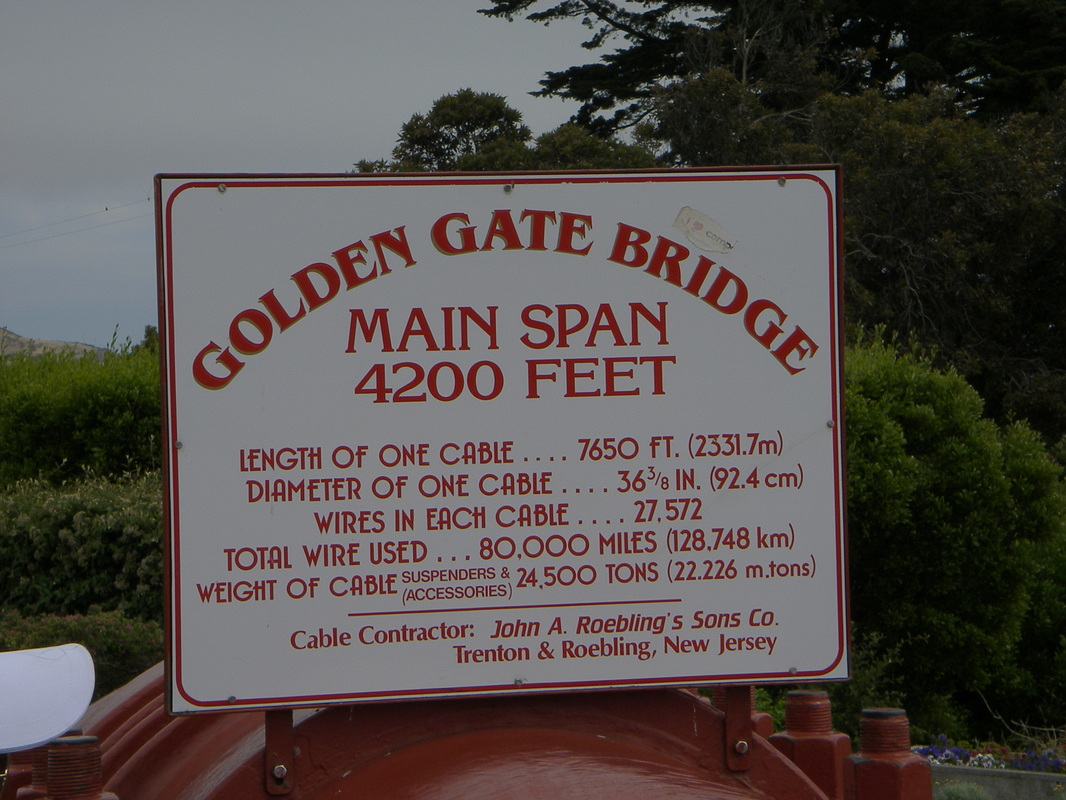 GOLDEN GATE BRIDGE
MAIN SPAN
4200 FEET
LENGTH OF ONE CABLE .... 7650 FT. (2331.7m)
DIAMETER OF ONE CABLE .... 36 3/8 IN. (92.4 cm)
WIRES IN EACH CABLE .... 27,572
TOTAL WIRE USED ... 80,000 MILES (128,748 km)
WEIGHT OF CABLE SUSPENDERS & (ACCESSORIES) 24,500 TONS (22.226 m.tons)
Cable Contractor: John A. Roebling's Sons Co.
Trenton & Roebling, New Jersey